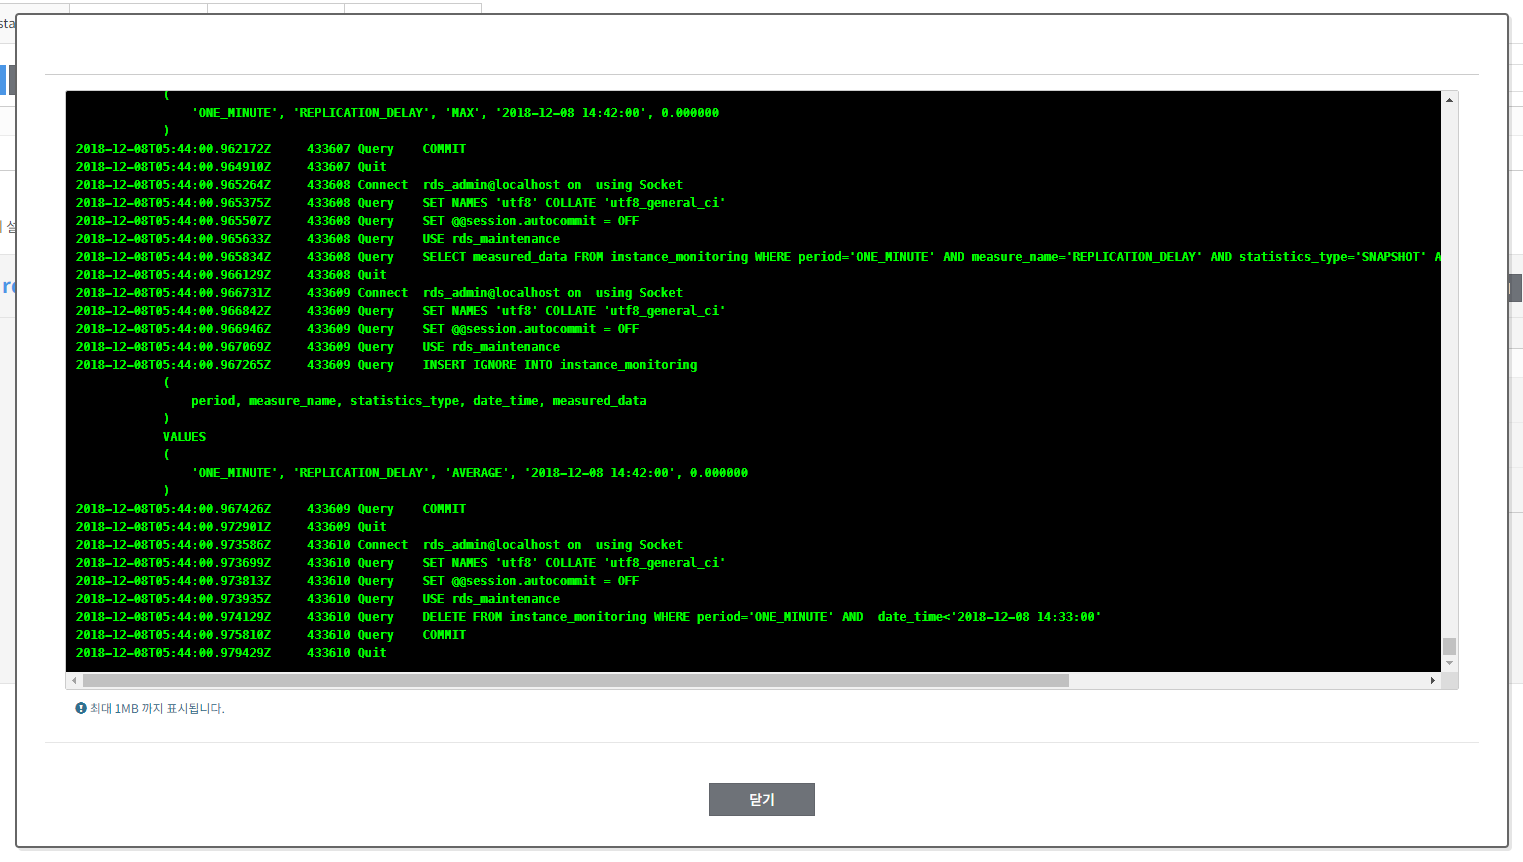 sta
설
(
'ONE_MINUTE', 'REPLICATION_DELAY', 'MAX', '2018-12-08 14:42:00', 0.000000
)
2018-12-08T05:44:00.962172Z 433607 Query COMMIT
2018-12-08T05:44:00.964910Z 433607 Quit
2018-12-08T05:44:00.965264Z 433608 Connect rds_admin@localhost on using Socket
2018-12-08T05:44:00.965375Z 433608 Query SET NAMES 'utf8' COLLATE 'utf8_general_ci'
2018-12-08T05:44:00.965507Z 433608 Query SET @@session.autocommit = OFF
2018-12-08T05:44:00.965633Z 433608 Query USE rds_maintenance
2018-12-08T05:44:00.965834Z 433608 Query SELECT measured_data FROM instance_monitoring WHERE period='ONE_MINUTE' AND measure_name='REPLICATION_DELAY' AND statistics_type='SNAPSHOT' A
2018-12-08T05:44:00.966129Z 433608 Quit
2018-12-08T05:44:00.966731Z 433609 Connect rds_admin@localhost on using Socket
2018-12-08T05:44:00.966842Z 433609 Query SET NAMES 'utf8' COLLATE 'utf8_general_ci'
2018-12-08T05:44:00.966946Z 433609 Query SET @@session.autocommit = OFF
2018-12-08T05:44:00.967069Z 433609 Query USE rds_maintenance
2018-12-08T05:44:00.967265Z 433609 Query INSERT IGNORE INTO instance_monitoring
(
period, measure_name, statistics_type, date_time, measured_data
)
VALUES
(
'ONE_MINUTE', 'REPLICATION_DELAY', 'AVERAGE', '2018-12-08 14:42:00', 0.000000
)
2018-12-08T05:44:00.967426Z 433609 Query COMMIT
2018-12-08T05:44:00.972901Z 433609 Quit
2018-12-08T05:44:00.973586Z 433610 Connect rds_admin@localhost on using Socket
2018-12-08T05:44:00.973699Z 433610 Query SET NAMES 'utf8' COLLATE 'utf8_general_ci'
2018-12-08T05:44:00.973813Z 433610 Query SET @@session.autocommit = OFF
2018-12-08T05:44:00.973935Z 433610 Query USE rds_maintenance
2018-12-08T05:44:00.974129Z 433610 Query DELETE FROM instance_monitoring WHERE period='ONE_MINUTE' AND date_time<'2018-12-08 14:33:00'
2018-12-08T05:44:00.975810Z 433610 Query COMMIT
2018-12-08T05:44:00.979429Z 433610 Quit
최대 1MB 까지 표시됩니다.
닫기